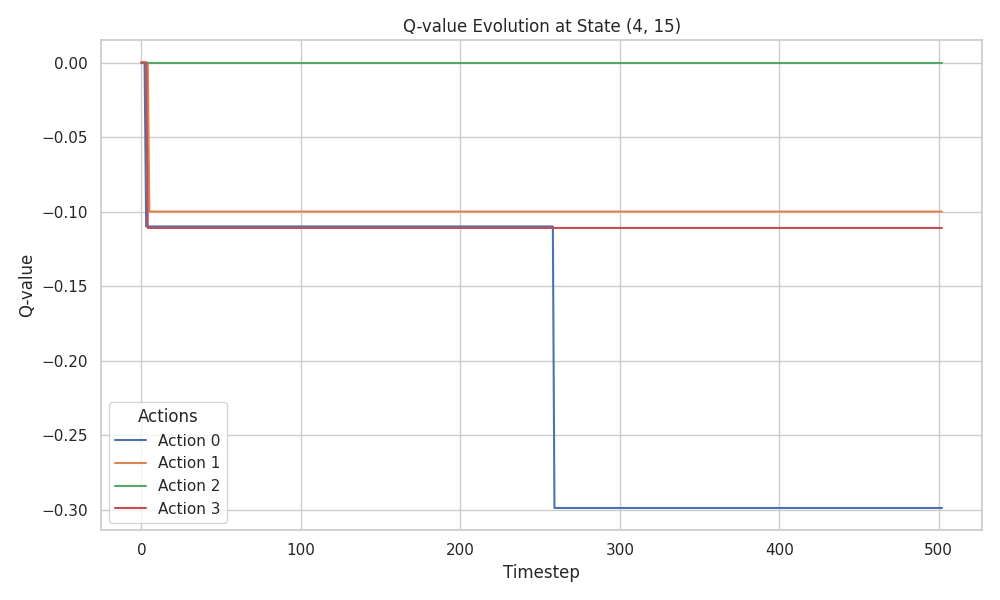 Q-value Evolution at State (4, 15)
0.00
−0.05
−0.10
−0.15
−0.20
−0.25
−0.30
Q-value
Actions
Action 0
Action 1
Action 2
Action 3
0
100
200
300
400
500
Timestep